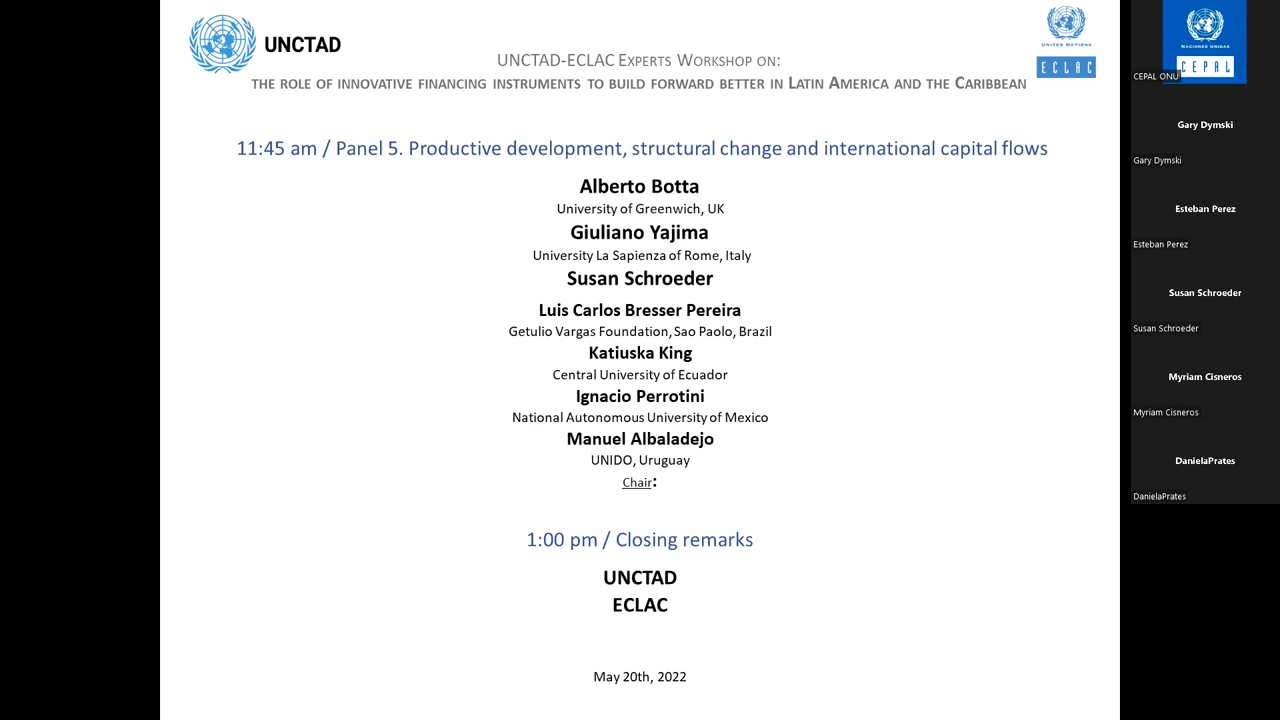 UNCTAD
UNCTAD-ECLAC Experts Workshop on:
the role of innovative financing instruments to build forward better in Latin America and the Caribbean
UNITED NATIONS
ECLAC
11:45 am / Panel 5. Productive development, structural change and international capital flows
Alberto Botta
University of Greenwich, UK
Giuliano Yajima
University La Sapienza of Rome, Italy
Susan Schroeder
Luis Carlos Bresser Pereira
Getulio Vargas Foundation, Sao Paolo, Brazil
Katiuska King
Central University of Ecuador
Ignacio Perrotini
National Autonomous University of Mexico
Manuel Albaladejo
UNIDO, Uruguay
Chair:
1:00 pm / Closing remarks
UNCTAD
ECLAC
May 20th, 2022
NACIONES UNIDAS
CEPAL
CEPAL ONU
Gary Dymski
Gary Dymski
Esteban Perez
Esteban Perez
Susan Schroeder
Susan Schroeder
Myriam Cisneros
Myriam Cisneros
DanielaPrates
DanielaPrates